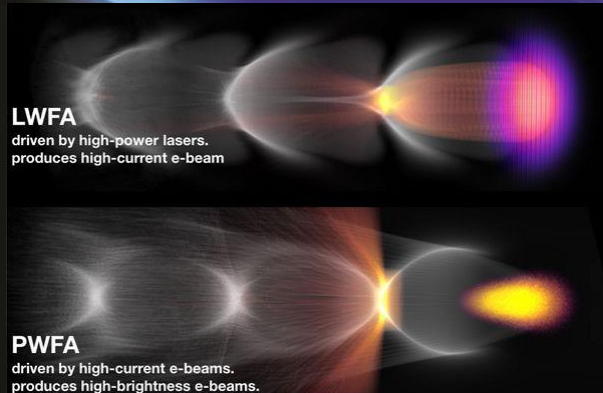 LWFA
driven by high-power lasers.
produces high-current e-beam
PWFA
driven by high-current e-beams.
produces high-brightness e-beams.